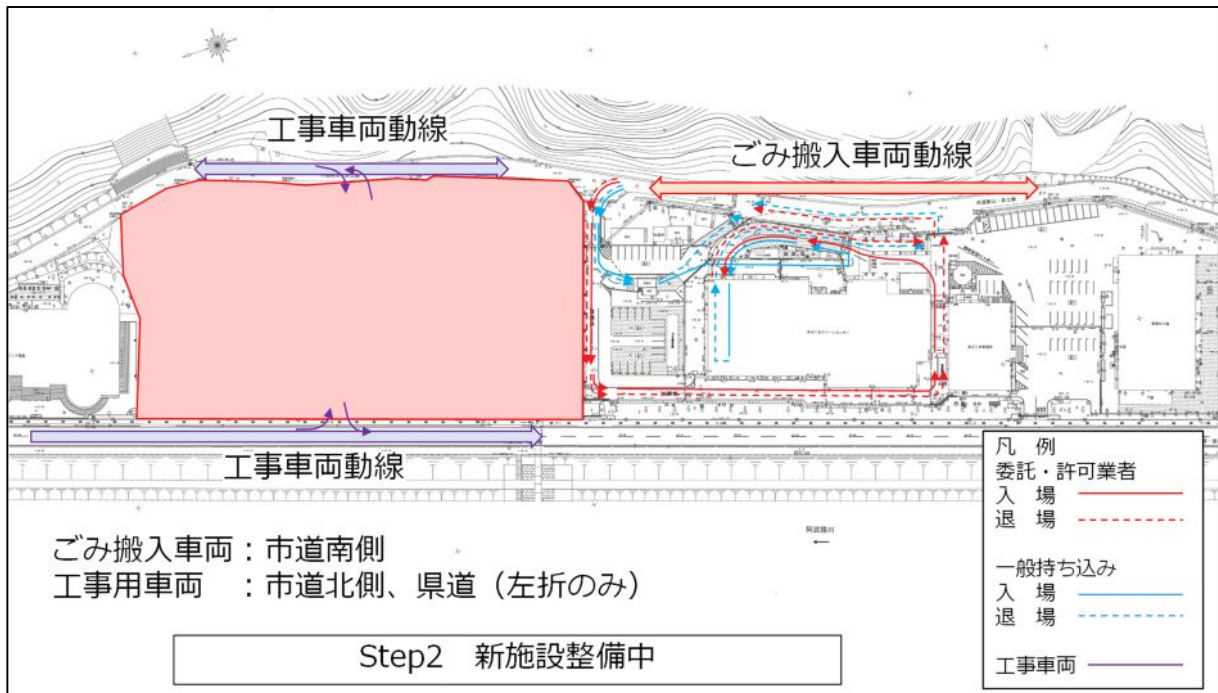 工事車両動線
ごみ搬入車両動線
工事車両動線
ごみ搬入車両：市道南側
工事用車両　：市道北側、県道（左折のみ）
Step2　新施設整備中
阿武隈川
凡　例
委託・許可業者
入　場
退　場
一般持ち込み
入　場
退　場
工事車両